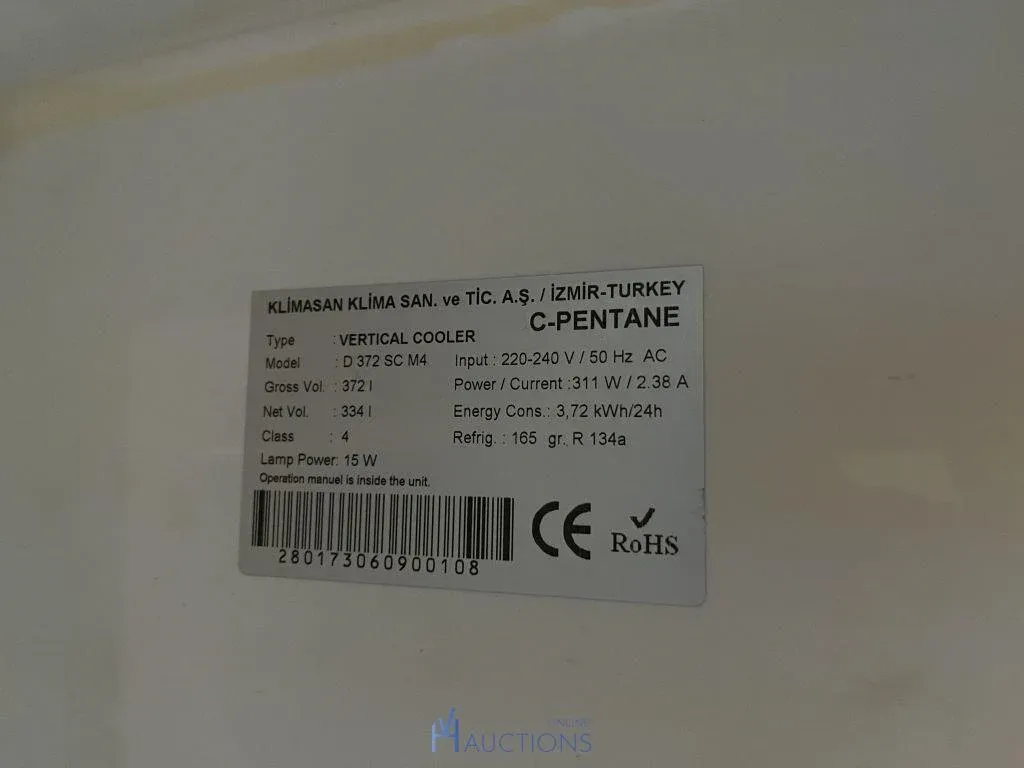 KLİMASAN KLİMA SAN. ve TİC. A.Ş. / İZMİR-TURKEY
C-PENTANE
Type : VERTICAL COOLER
Model : D 372 SC M4 Input : 220-240 V / 50 Hz AC
Gross Vol. : 372 l Power / Current :311 W / 2.38 A
Net Vol. : 334 l Energy Cons.: 3,72 kWh/24h
Class : 4 Refrig. : 165 gr. R 134a
Lamp Power: 15 W
Operation manuel is inside the unit.
CE RoHS
280173060900108
ONLINE
AUCTIONS